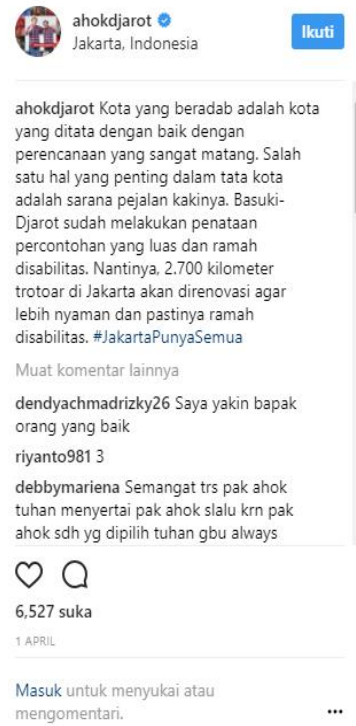 ahokdjarot
Jakarta, Indonesia
Ikuti
ahokdjarot Kota yang beradab adalah kota
yang ditata dengan baik dengan
perencanaan yang sangat matang. Salah
satu hal yang penting dalam tata kota
adalah sarana pejalan kakinya. Basuki-
Djarot sudah melakukan penataan
percontohan yang luas dan ramah
disabilitas. Nantinya, 2.700 kilometer
trotoar di Jakarta akan direnovasi agar
lebih nyaman dan pastinya ramah
disabilitas. #JakartaPunyaSemua
Muat komentar lainnya
dendyachmadrizky26 Saya yakin bapak
orang yang baik
riyanto981 3
debbymariena Semangat trs pak ahok
tuhan menyertai pak ahok slalu krn pak
ahok sdh yg dipilih tuhan gbu always
6,527 suka
1 APRIL
Masuk untuk menyukai atau
mengomentari.